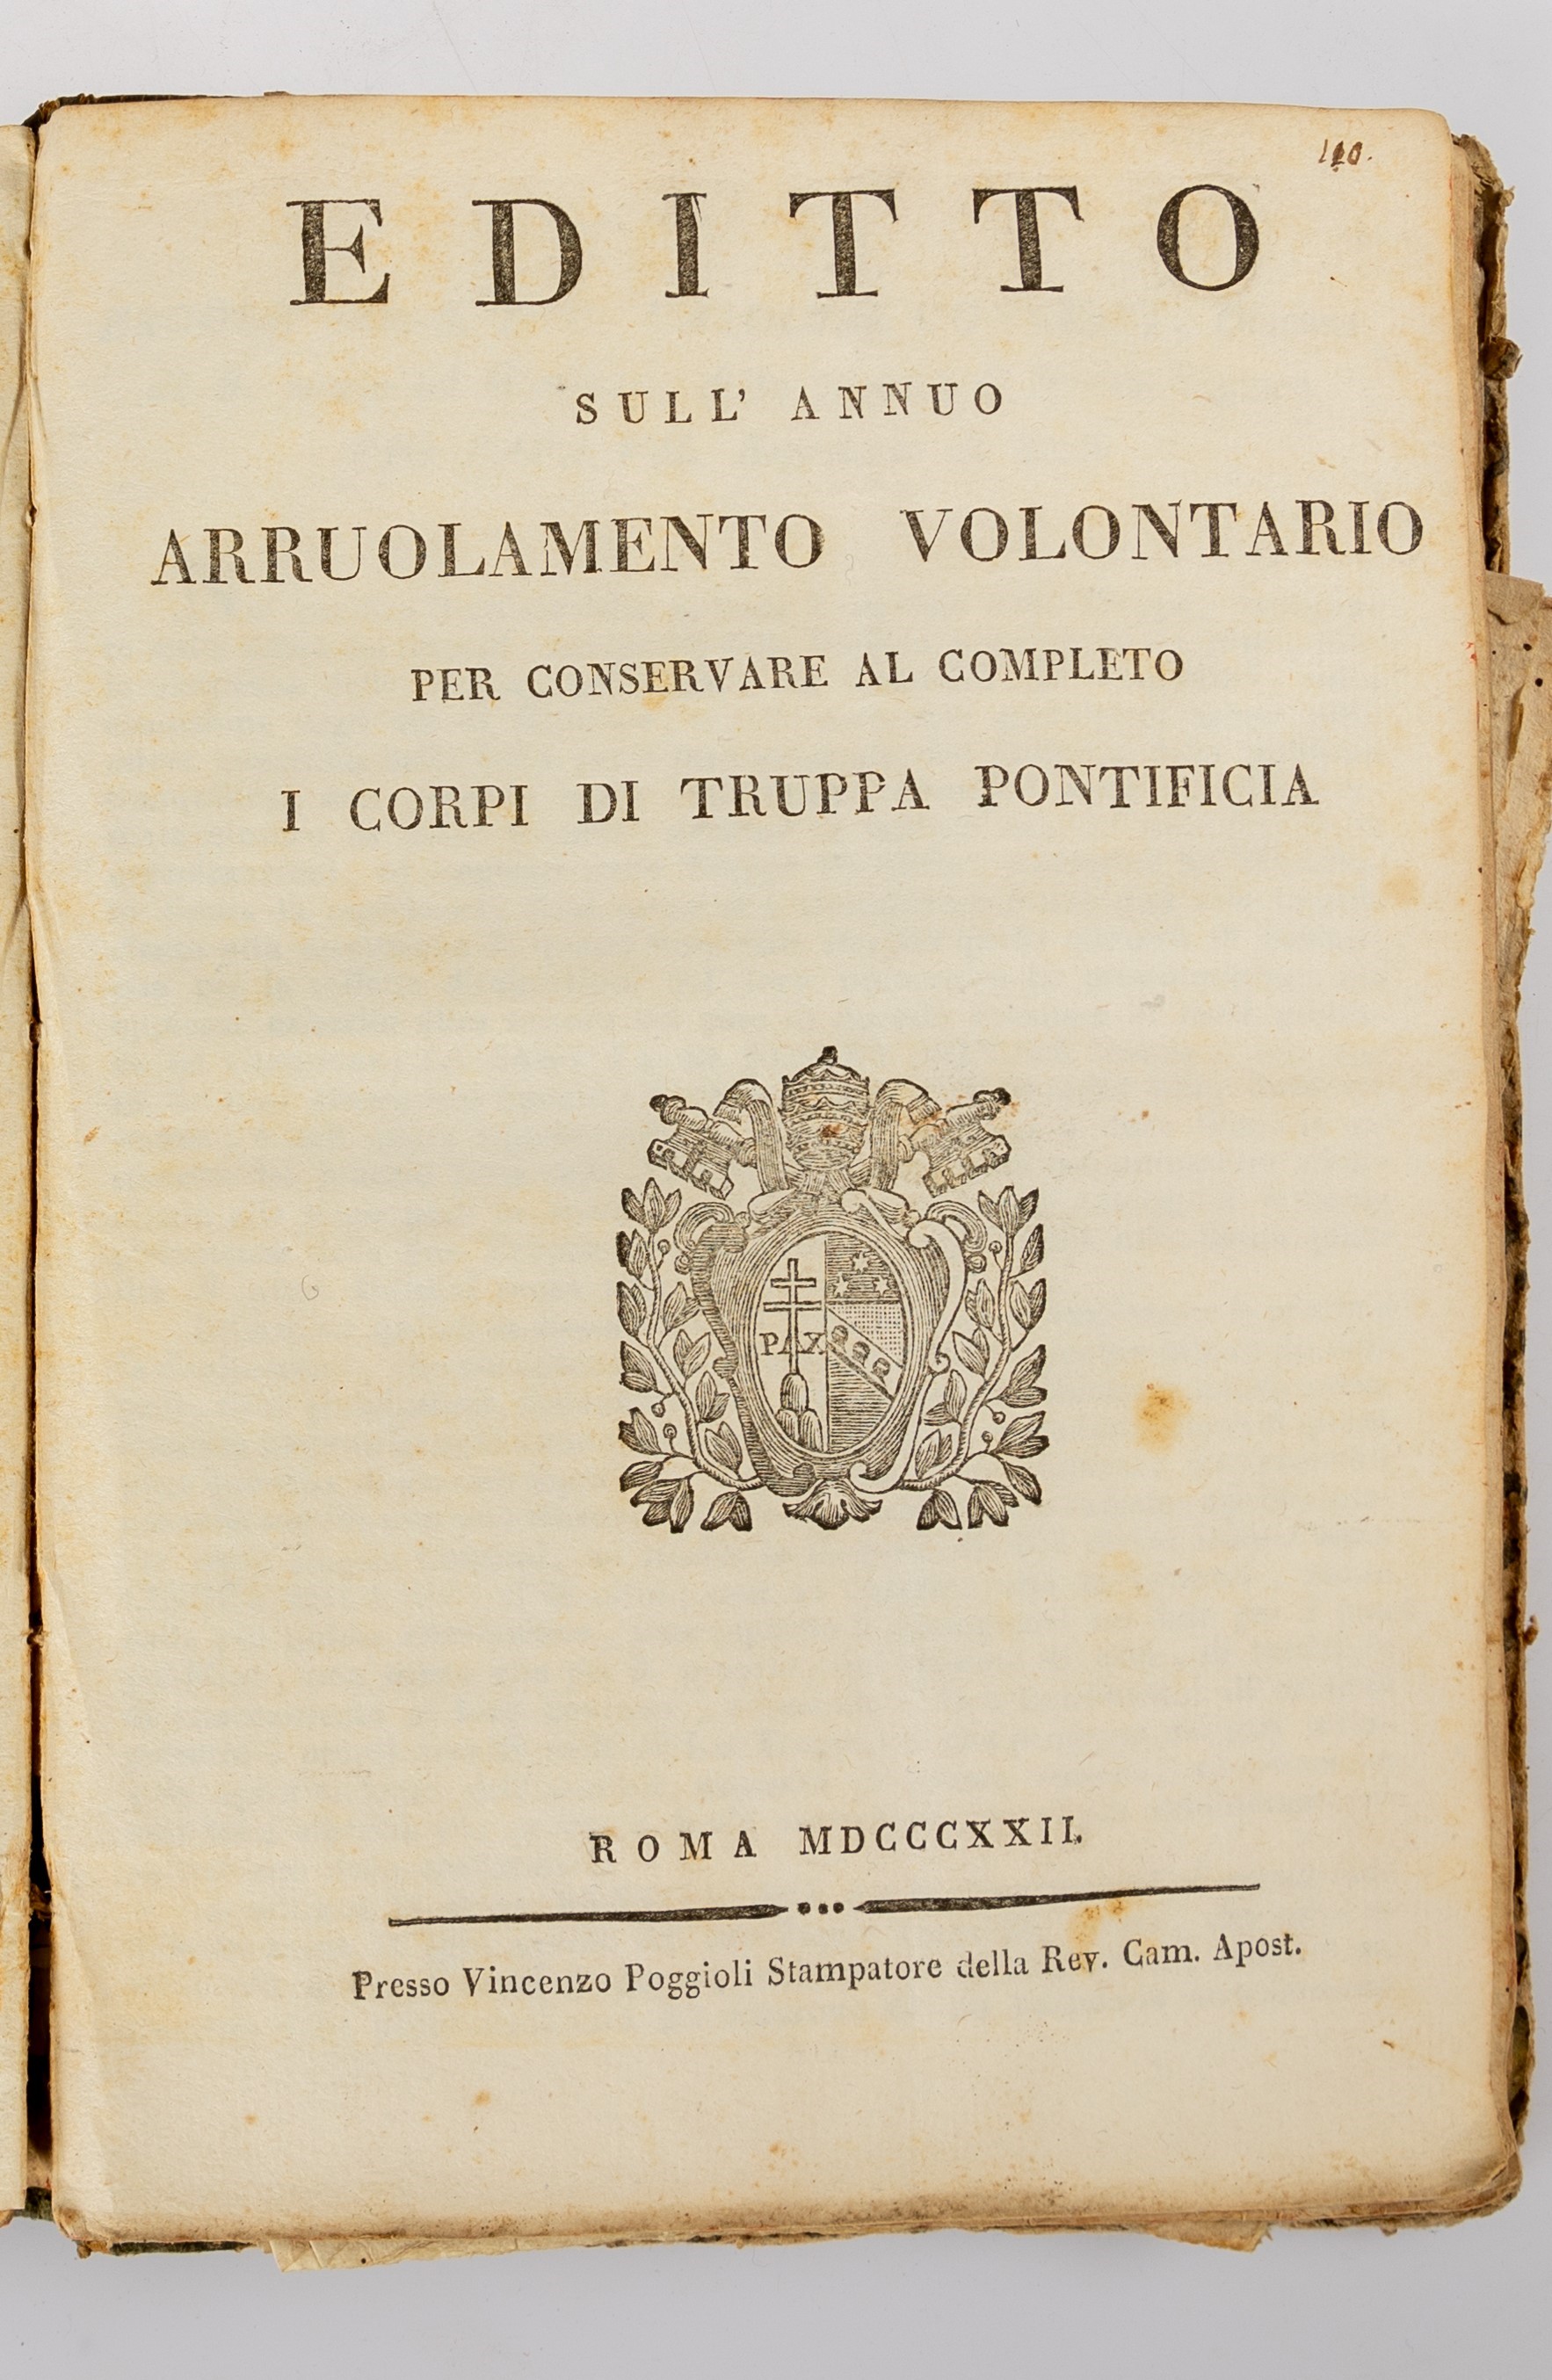 110.
EDITTO
SULL' ANNUO
ARRUOLAMENTO VOLONTARIO
PER CONSERVARE AL COMPLETO
I CORPI DI TRUPPA PONTIFICIA
PAX
ROMA MDCCCXXII.
Presso Vincenzo Poggioli Stampatore della Rev. Cam. Apost.